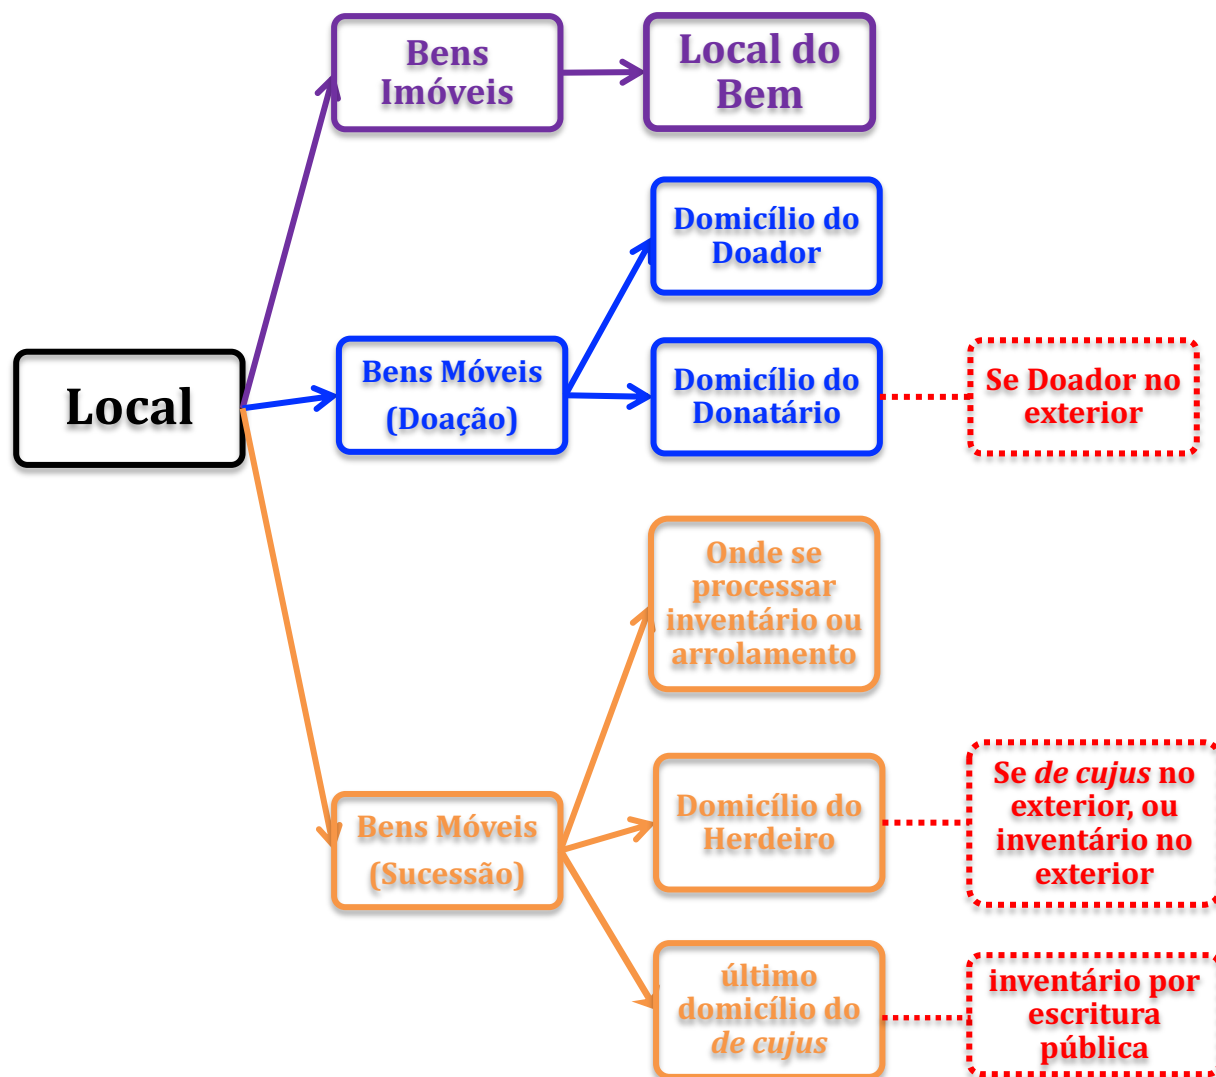 Bens
Imóveis
Local do
Bem
Domicílio do
Doador
Local
Bens Móveis
(Doação)
Domicílio do
Donatário
Se Doador no
exterior
Onde se
processar
inventário ou
arrolamento
Bens Móveis
(Sucessão)
Domicílio do
Herdeiro
Se de cujus no
exterior, ou
inventário no
exterior
último
domicílio do
de cujus
inventário por
escritura
pública